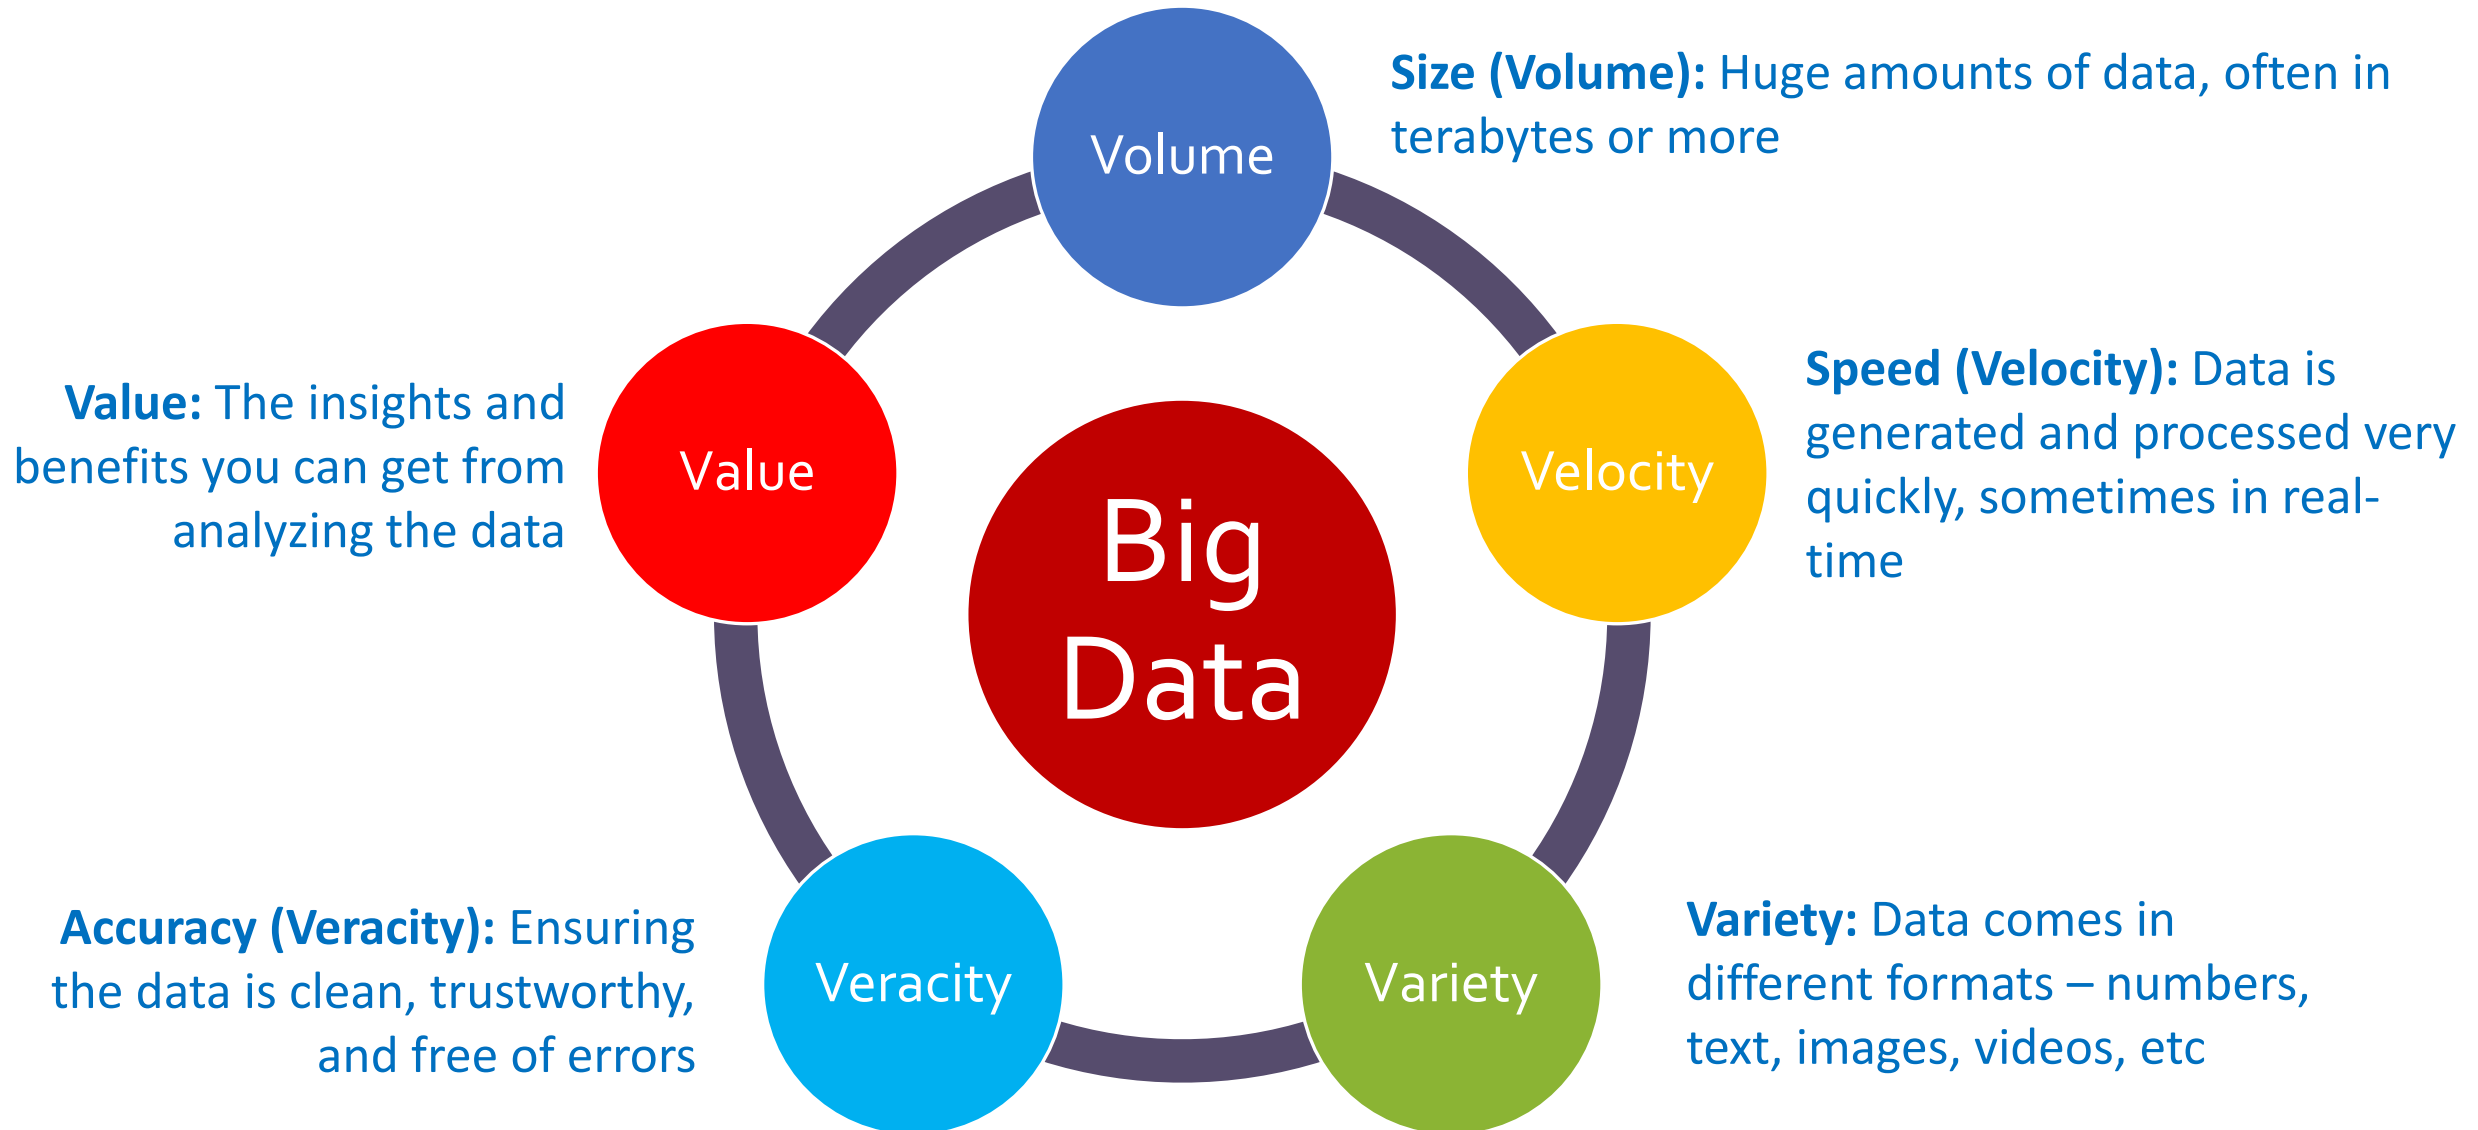 Volume
Size (Volume): Huge amounts of data, often in
terabytes or more
Value: The insights and
benefits you can get from
analyzing the data
Value
Velocity
Speed (Velocity): Data is
generated and processed very
quickly, sometimes in real-
time
Big
Data
Accuracy (Veracity): Ensuring
the data is clean, trustworthy,
and free of errors
Veracity
Variety
Variety: Data comes in
different formats – numbers,
text, images, videos, etc